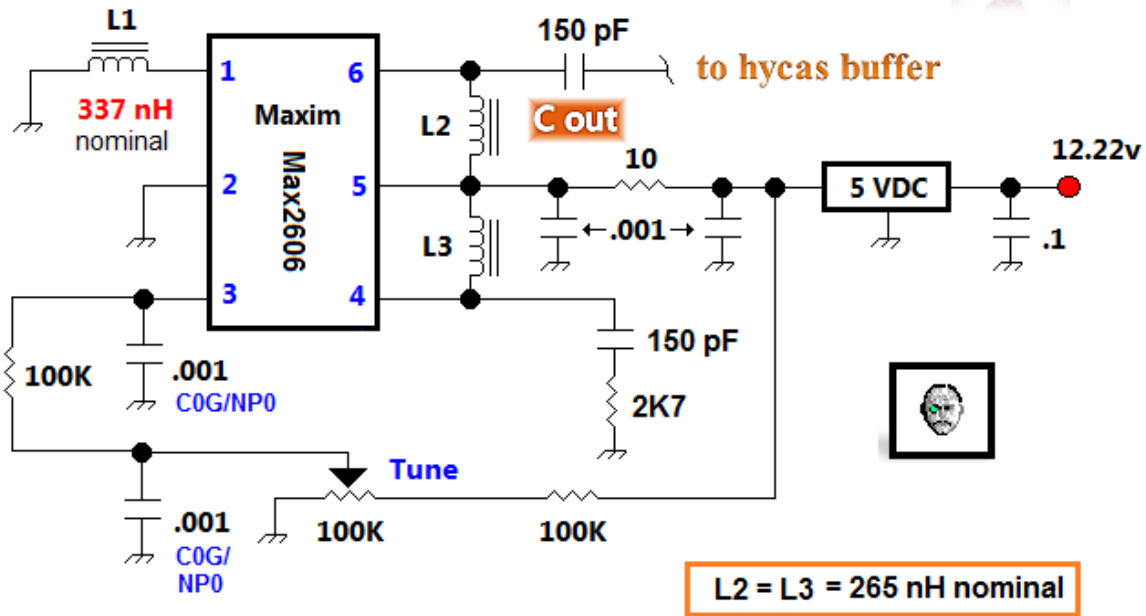 L1
337 nH
nominal
1
2
3
Maxim
Max2606
6
5
4
150 pF
to hycas buffer
C out
L2
L3
10
←.001→
5 VDC
12.22v
.1
100K
.001
C0G/NP0
150 pF
2K7
.001
C0G/
NP0
Tune
100K
100K
L2 = L3 = 265 nH nominal